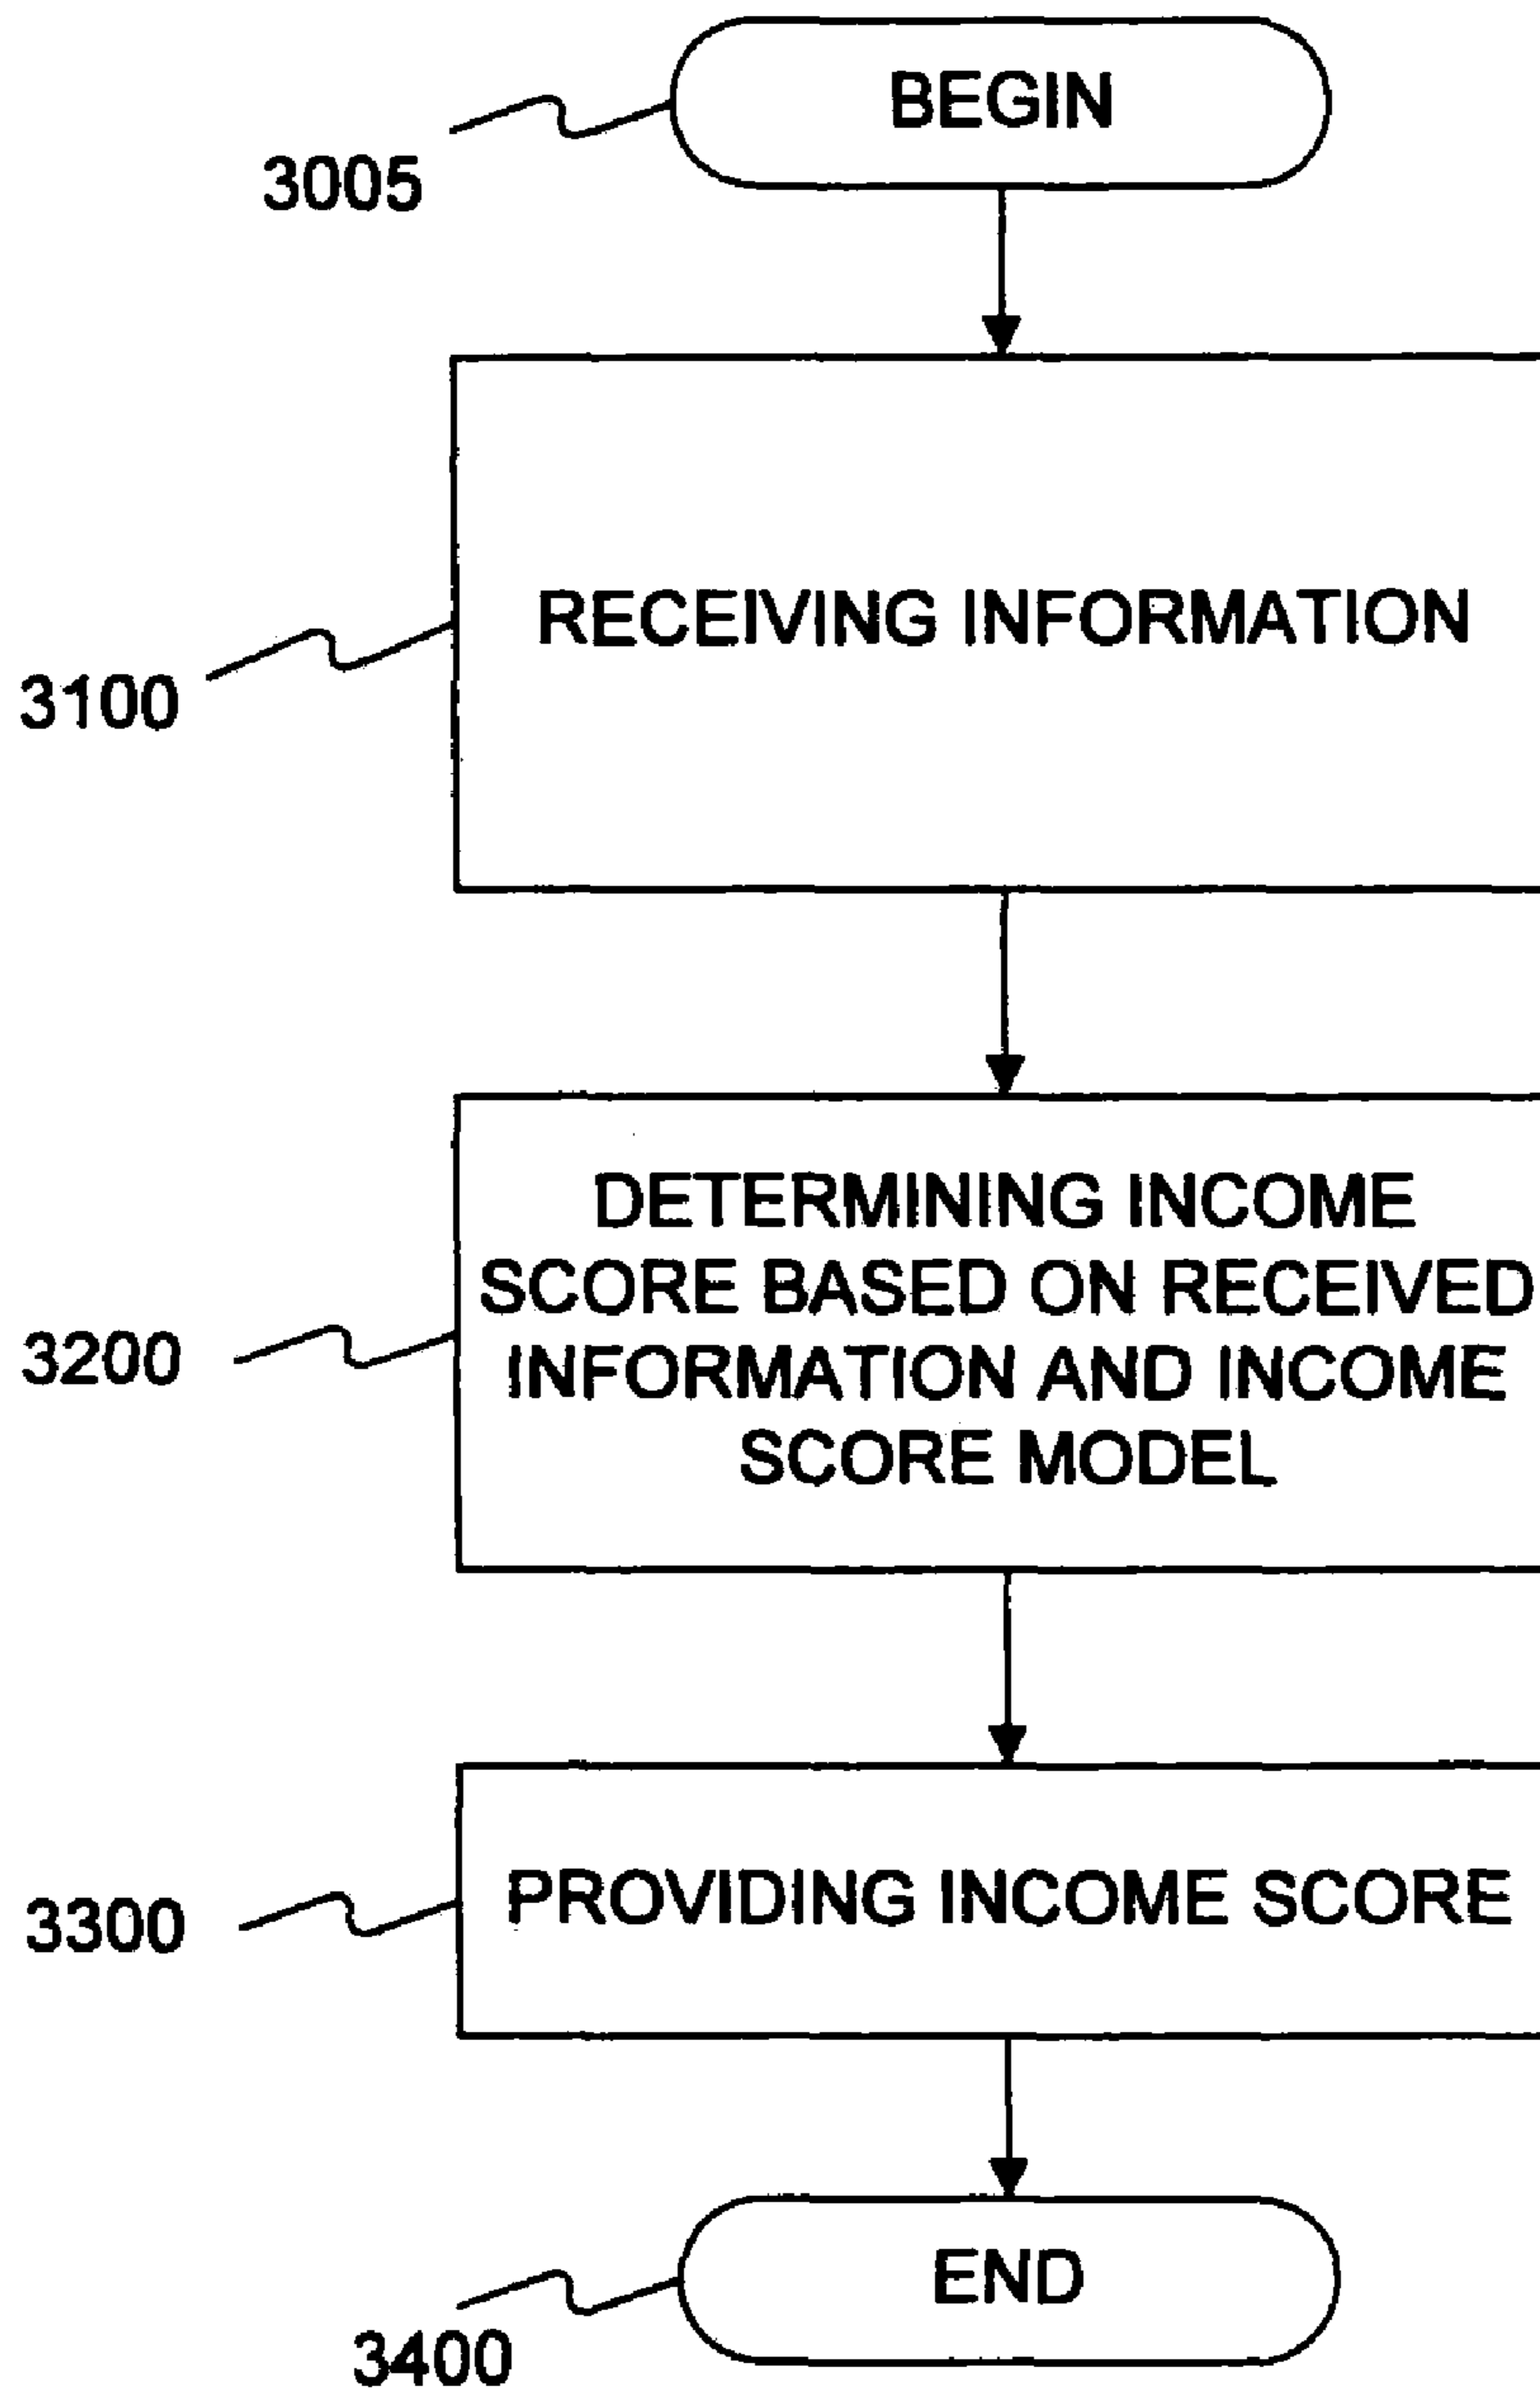 BEGIN
3005
RECEIVING INFORMATION
3100
DETERMINING INCOME
SCORE BASED ON RECEIVED
INFORMATION AND INCOME
SCORE MODEL
3200
PROVIDING INCOME SCORE
3300
END
3400